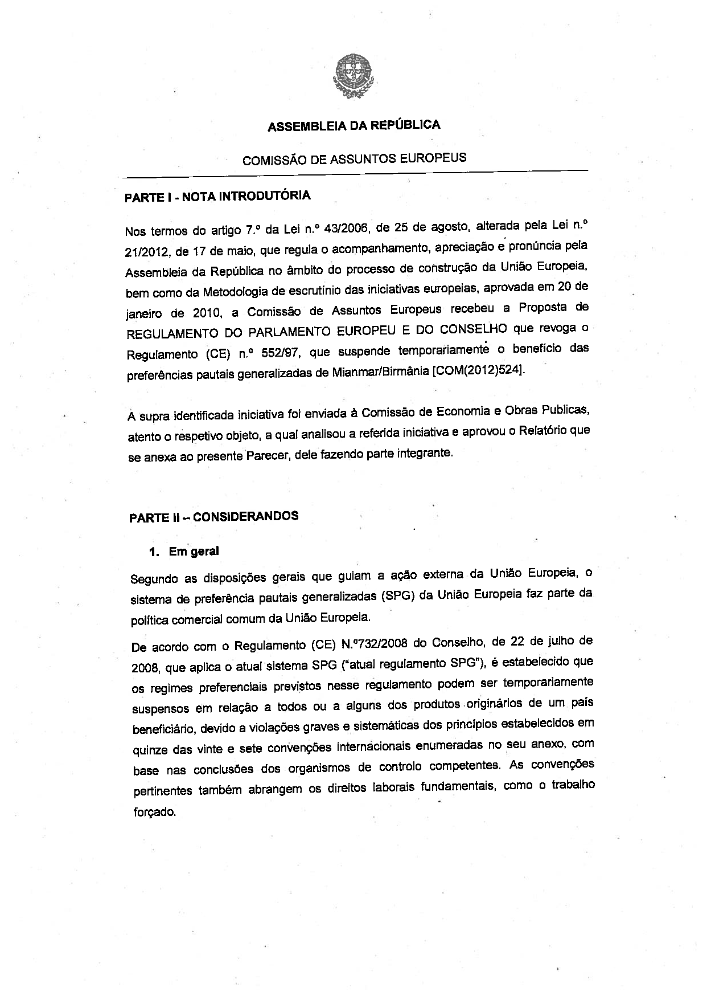 ASSEMBLEIA DA REPÚBLICA
COMISSÃO DE ASSUNTOS EUROPEUS
PARTE I - NOTA INTRODUTÓRIA
Nos termos do artigo 7.º da Lei n.º 43/2006, de 25 de agosto, alterada pela Lei n.º
21/2012, de 17 de maio, que regula o acompanhamento, apreciação e pronúncia pela
Assembleia da República no âmbito do processo de construção da União Europeia,
bem como da Metodologia de escrutínio das iniciativas europeias, aprovada em 20 de
janeiro de 2010, a Comissão de Assuntos Europeus recebeu a Proposta de
REGULAMENTO DO PARLAMENTO EUROPEU E DO CONSELHO que revoga o
Regulamento (CE) n.º 552/97, que suspende temporariamente o benefício das
preferências pautais generalizadas de Mianmar/Birmânia [COM(2012)524].
A supra identificada iniciativa foi enviada à Comissão de Economia e Obras Publicas,
atento o respetivo objeto, a qual analisou a referida iniciativa e aprovou o Relatório que
se anexa ao presente Parecer, dele fazendo parte integrante.
PARTE II – CONSIDERANDOS
1. Em geral
Segundo as disposições gerais que guiam a ação externa da União Europeia, o
sistema de preferência pautais generalizadas (SPG) da União Europeia faz parte da
política comercial comum da União Europeia.
De acordo com o Regulamento (CE) N.º732/2008 do Conselho, de 22 de julho de
2008, que aplica o atual sistema SPG (“atual regulamento SPG”), é estabelecido que
os regimes preferenciais previstos nesse regulamento podem ser temporariamente
suspensos em relação a todos ou a alguns dos produtos originários de um país
beneficiário, devido a violações graves e sistemáticas dos princípios estabelecidos em
quinze das vinte e sete convenções internacionais enumeradas no seu anexo, com
base nas conclusões dos organismos de controlo competentes. As convenções
pertinentes também abrangem os direitos laborais fundamentais, como o trabalho
forçado.